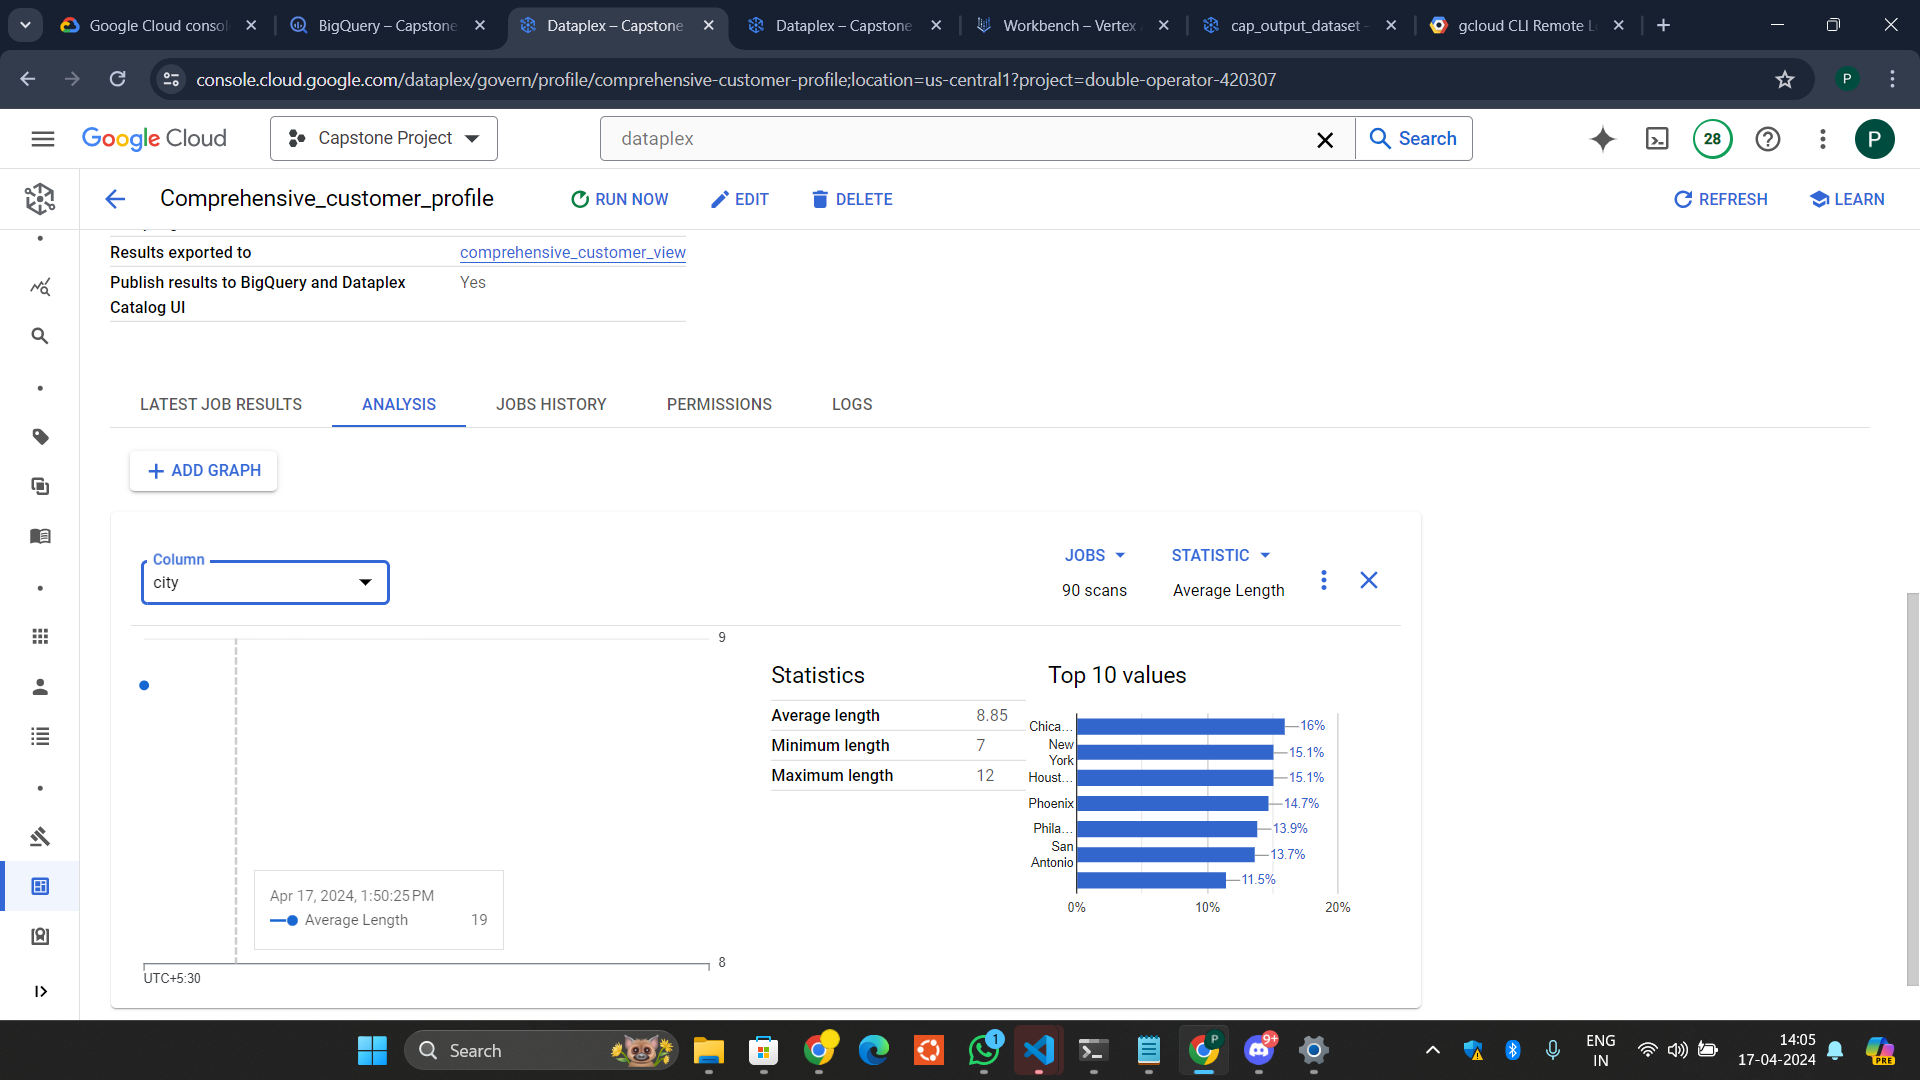 Google Cloud consol
BigQuery – Capstone
Dataplex – Capstone
Dataplex – Capstone
Workbench – Vertex
cap_output_dataset -
gcloud CLI Remote L
console.cloud.google.com/dataplex/govern/profile/comprehensive-customer-profile;location=us-central1?project=double-operator-420307
P
Google Cloud
Capstone Project
dataplex
Search
28
P
Comprehensive_customer_profile
RUN NOW
EDIT
DELETE
REFRESH
LEARN
Results exported to
comprehensive_customer_view
Publish results to BigQuery and Dataplex
Catalog UI
Yes
LATEST JOB RESULTS
ANALYSIS
JOBS HISTORY
PERMISSIONS
LOGS
ADD GRAPH
Column
city
JOBS
90 scans
STATISTIC
Average Length
9
Apr 17, 2024, 1:50:25 PM
Average Length 19
8
UTC+5:30
Statistics
Average length 8.85
Minimum length 7
Maximum length 12
Top 10 values
Chica... 16%
New
York 15.1%
Houst... 15.1%
Phoenix 14.7%
Phila... 13.9%
San
Antonio 13.7%
11.5%
0% 10% 20%
Search
1
P
9+
ENG
IN
14:05
17-04-2024
PRE